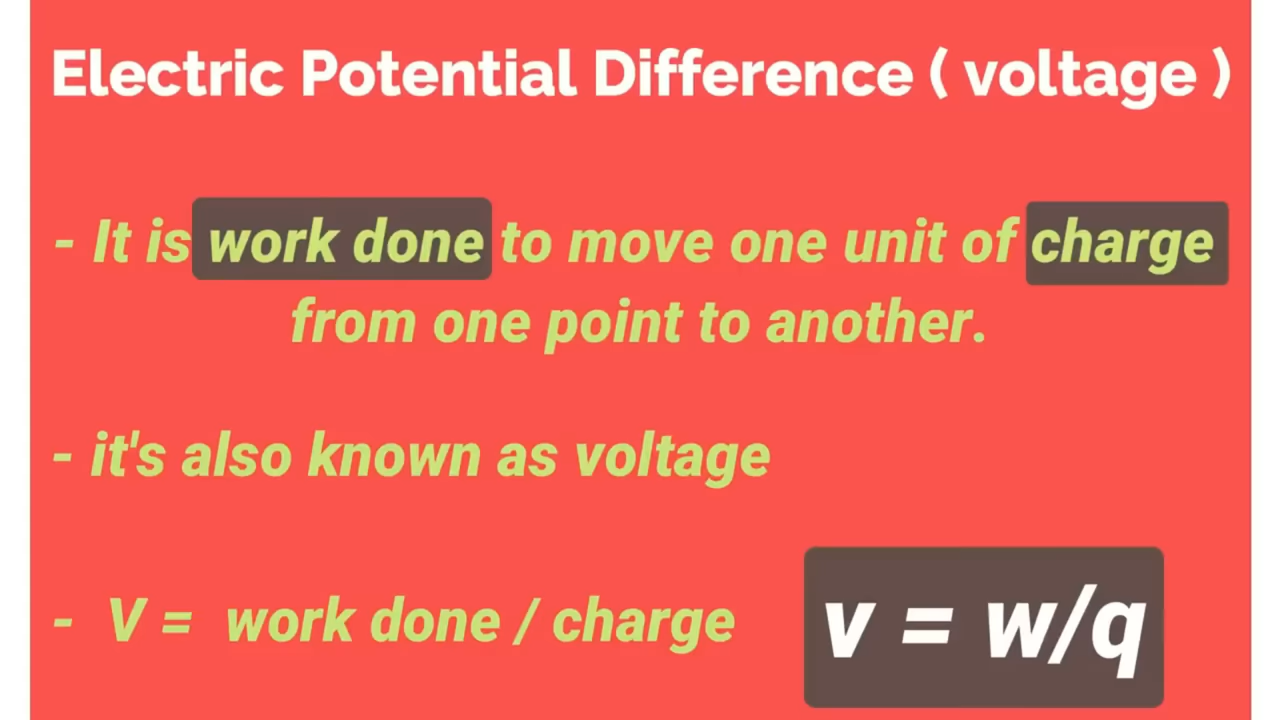 Electric Potential Difference ( voltage )
- It is work done to move one unit of charge
from one point to another.
- it's also known as voltage
- V = work done / charge
v = w/q